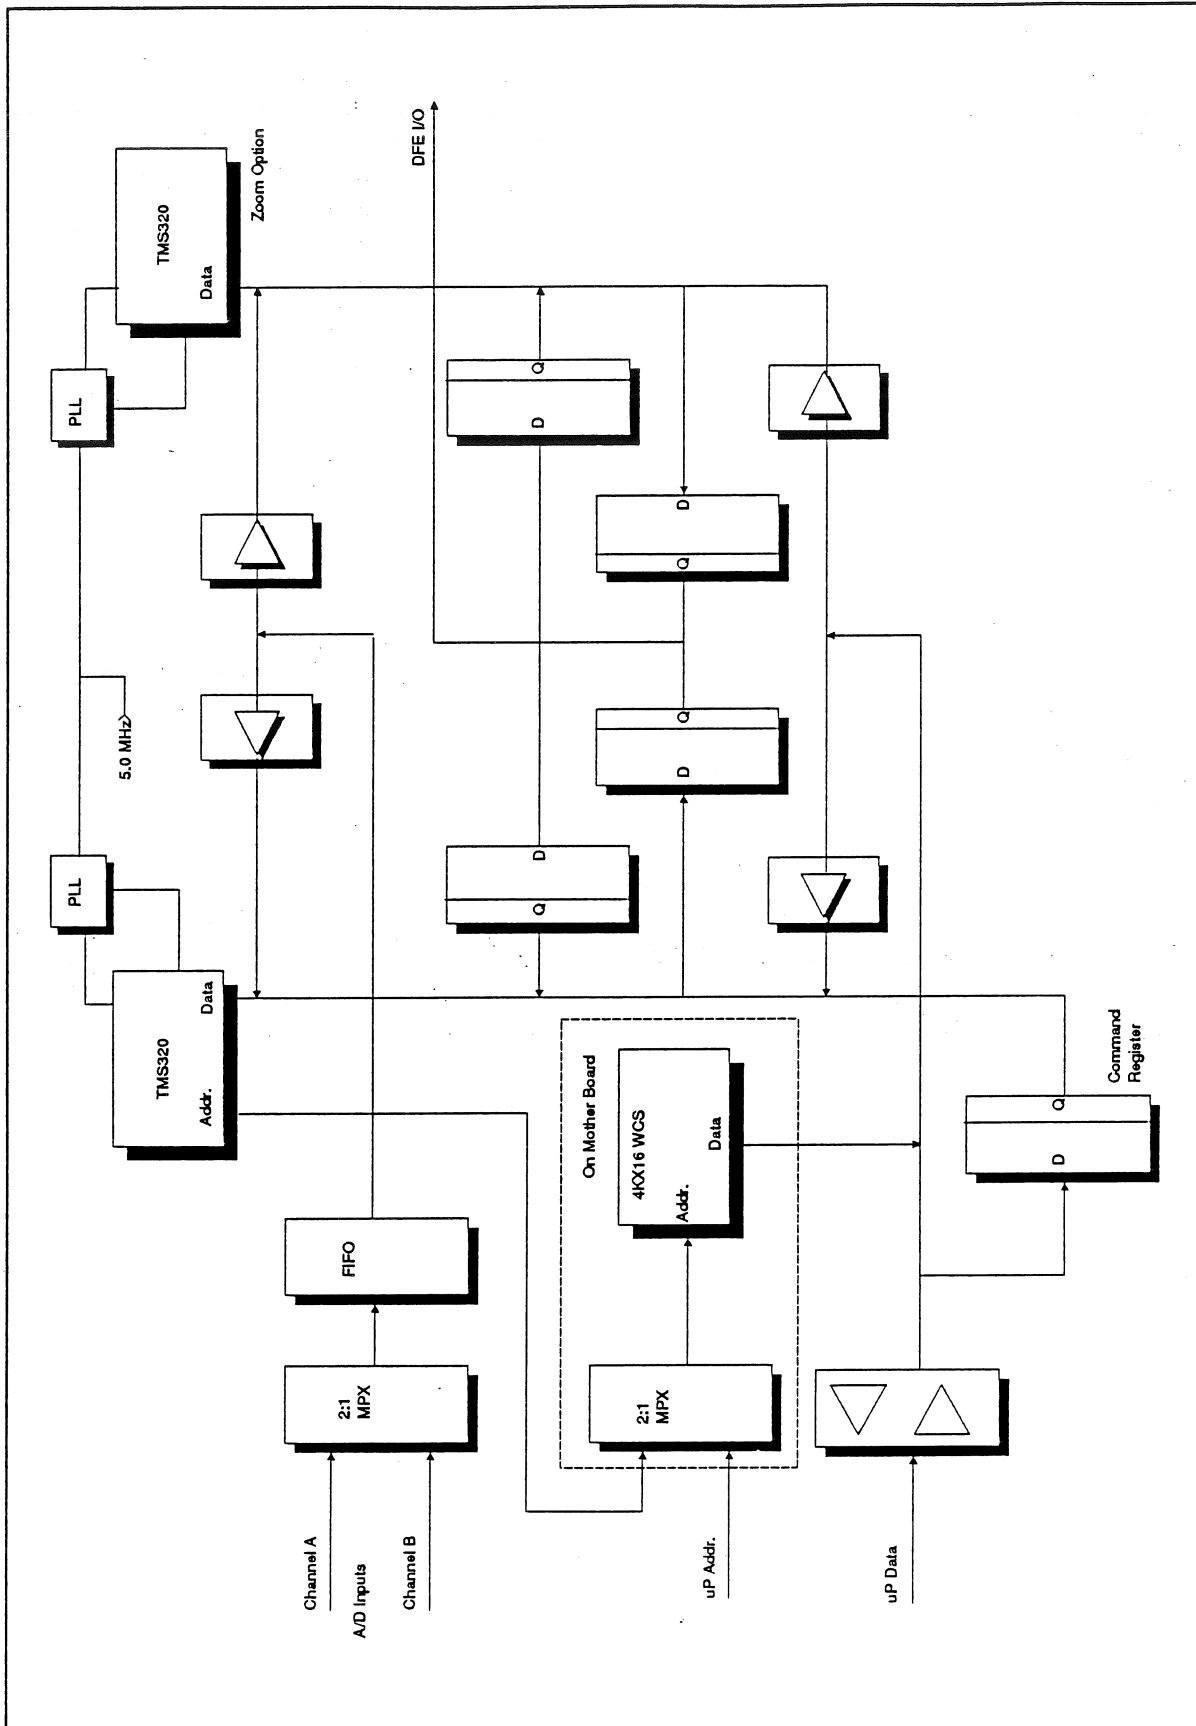 Channel A
A/D Inputs
Channel B
2:1
MPX
FIFO
TMS320
Addr.
Data
PLL
5.0 MHz
PLL
TMS320
Data
Zoom Option
Q
D
D
Q
DFE I/O
D
Q
Q
D
On Mother Board
2:1
MPX
4KX16 WCS
Addr.
Data
uP Addr.
uP Data
D
Q
Command
Register